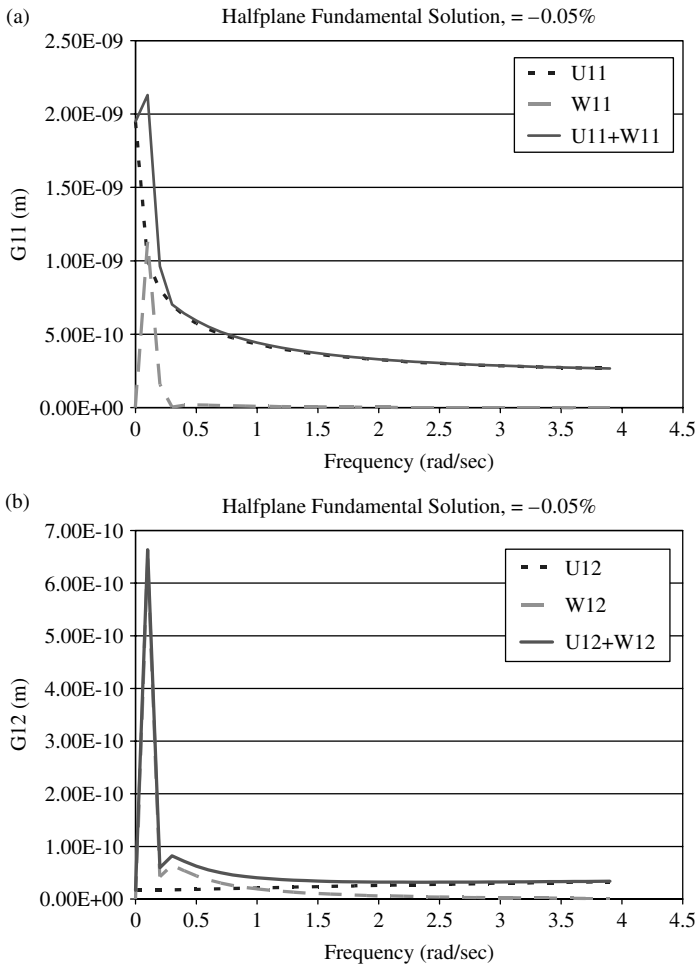 (a)
Halfplane Fundamental Solution, = −0.05%
2.50E-09
2.00E-09
1.50E-09
1.00E-09
5.00E-10
0.00E+00
G11 (m)
U11
W11
U11+W11
0 0.5 1 1.5 2 2.5 3 3.5 4 4.5
Frequency (rad/sec)
(b)
Halfplane Fundamental Solution, = −0.05%
7.00E-10
6.00E-10
5.00E-10
4.00E-10
3.00E-10
2.00E-10
1.00E-10
0.00E+00
G12 (m)
U12
W12
U12+W12
0 0.5 1 1.5 2 2.5 3 3.5 4 4.5
Frequency (rad/sec)